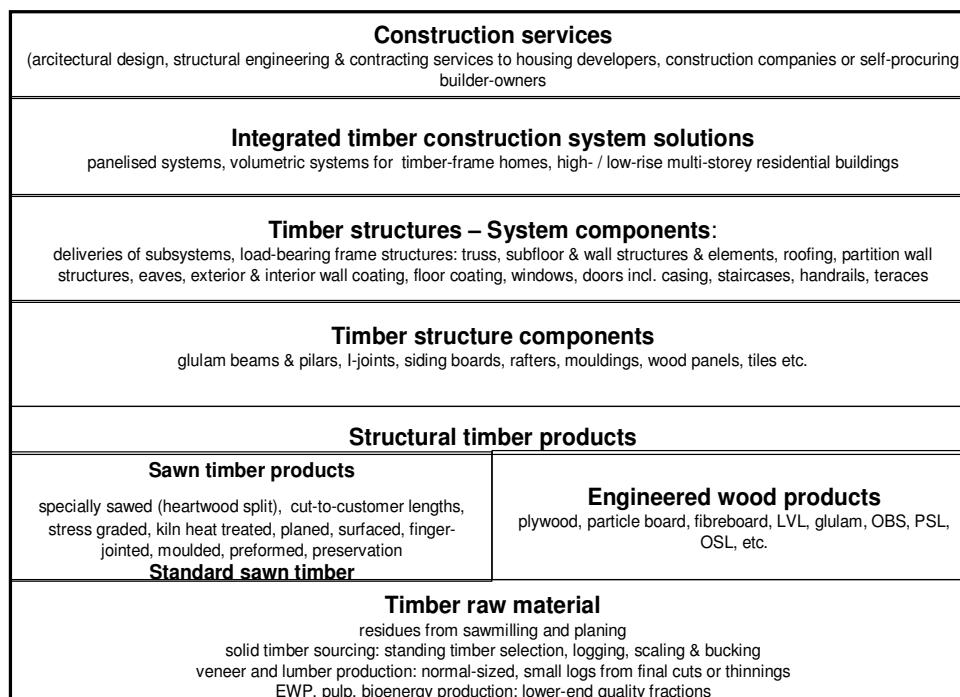 Construction services
(arcitectural design, structural engineering & contracting services to housing developers, construction companies or self-procuring
builder-owners
Integrated timber construction system solutions
panelised systems, volumetric systems for timber-frame homes, high- / low-rise multi-storey residential buildings
Timber structures – System components:
deliveries of subsystems, load-bearing frame structures: truss, subfloor & wall structures & elements, roofing, partition wall
structures, eaves, exterior & interior wall coating, floor coating, windows, doors incl. casing, staircases, handrails, teraces
Timber structure components
glulam beams & pilars, I-joints, siding boards, rafters, mouldings, wood panels, tiles etc.
Structural timber products
Sawn timber products
specially sawed (heartwood split), cut-to-customer lengths,
stress graded, kiln heat treated, planed, surfaced, finger-
jointed, moulded, preformed, preservation
Standard sawn timber
Engineered wood products
plywood, particle board, fibreboard, LVL, glulam, OBS, PSL,
OSL, etc.
Timber raw material
residues from sawmilling and planing
solid timber sourcing: standing timber selection, logging, scaling & bucking
veneer and lumber production: normal-sized, small logs from final cuts or thinnings
EWP, pulp, bioenergy production: lower-end quality fractions